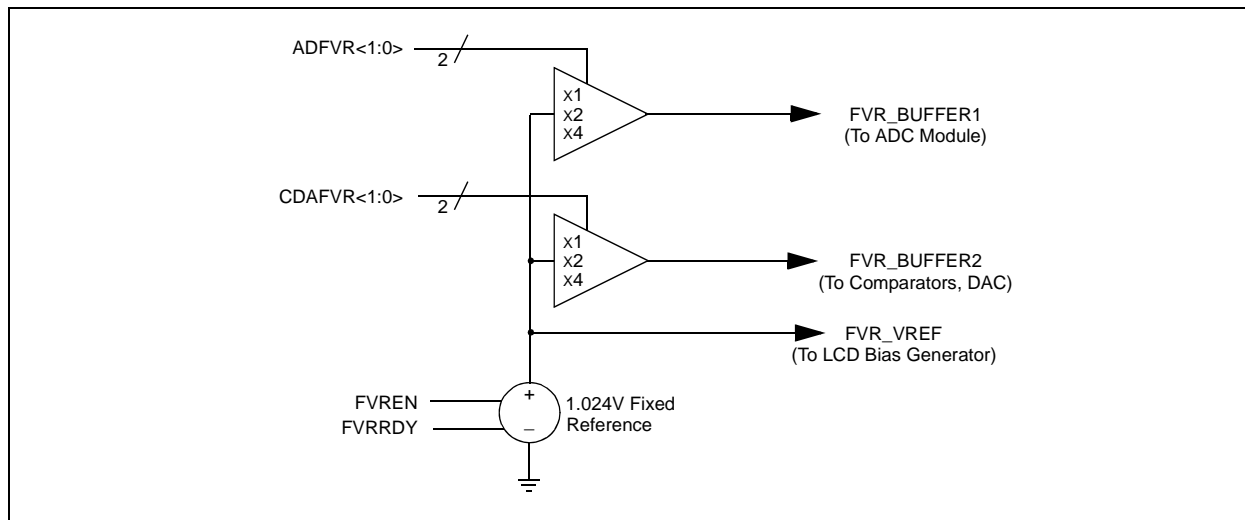 ADFVR<1:0>
2
X1
X2
X4
FVR_BUFFER1
(To ADC Module)
CDAFVR<1:0>
2
X1
X2
X4
FVR_BUFFER2
(To Comparators, DAC)
FVR_VREF
(To LCD Bias Generator)
FVREN
FVRRDY
+
_
1.024V Fixed
Reference